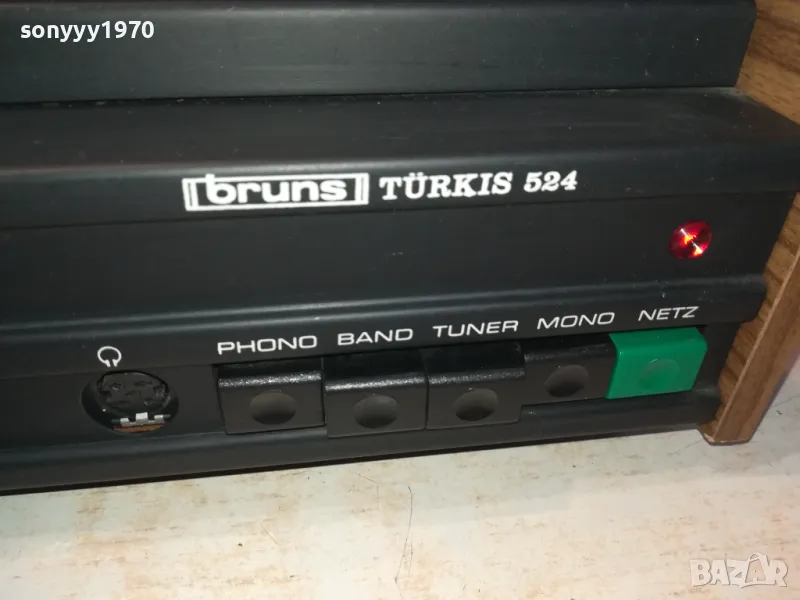 sonyyy1970
bruns TÜRKIS 524
PHONO BAND TUNER MONO NETZ
BAZAR